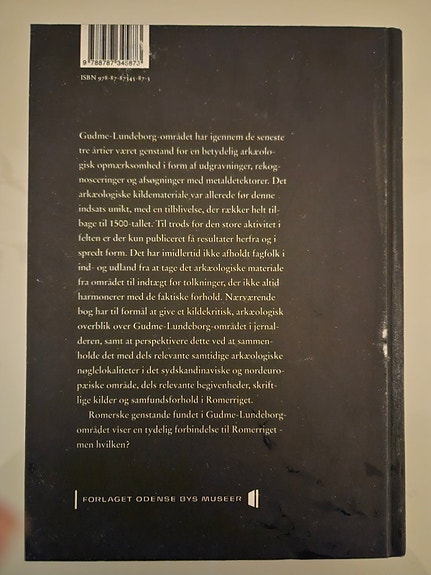 9 788787 343873
ISBN 978-87-87343-87-3
Gudme-Lundeborg-området har igennem de seneste
tre årtier været genstand for en betydelig arkæolo-
gisk opmærksomhed i form af udgravninger, rekog-
nosceringer og afsøgninger med metaldetektorer. Det
arkæologiske kildemateriale var allerede før denne
indsats unikt, med en tilblivelse, der rækker helt til-
bage til 1500-tallet. Til trods for den store aktivitet i
felten er der kun publiceret få resultater herfra og i
spredt form. Det har imidlertid ikke afholdt fagfolk i
ind- og udland fra at tage det arkæologiske materiale
fra området til indtægt for tolkninger, der ikke altid
harmonerer med de faktiske forhold. Nærværende
bog har til formål at give et kildekritisk, arkæologisk
overblik over Gudme-Lundeborg-området i jernal-
deren, samt at perspektivere dette ved at sammen-
holde det med dels relevante samtidige arkæologiske
nøglelokaliteter i det sydskandinaviske og nordeuro-
pæiske område, dels relevante begivenheder, skrift-
lige kilder og samfundsforhold i Romerriget.
Romerske genstande fundet i Gudme-Lundeborg-
området viser en tydelig forbindelse til Romerriget -
men hvilken?
FORLAGET ODENSE BYS MUSEER